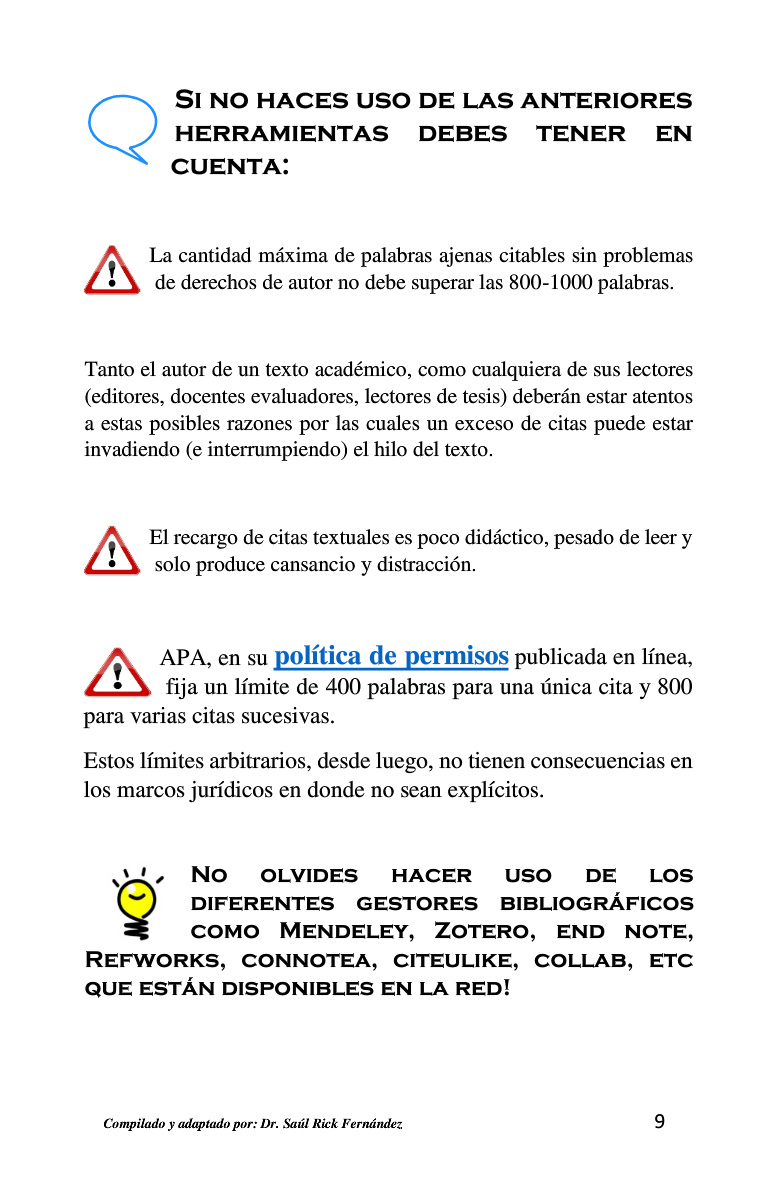 Si no haces uso de las anteriores
herramientas debes tener en
cuenta:
La cantidad máxima de palabras ajenas citables sin problemas
de derechos de autor no debe superar las 800-1000 palabras.
Tanto el autor de un texto académico, como cualquiera de sus lectores
(editores, docentes evaluadores, lectores de tesis) deberán estar atentos
a estas posibles razones por las cuales un exceso de citas puede estar
invadiendo (e interrumpiendo) el hilo del texto.
El recargo de citas textuales es poco didáctico, pesado de leer y
solo produce cansancio y distracción.
APA, en su política de permisos publicada en línea,
fija un límite de 400 palabras para una única cita y 800
para varias citas sucesivas.
Estos límites arbitrarios, desde luego, no tienen consecuencias en
los marcos jurídicos en donde no sean explícitos.
No olvides hacer uso de los
diferentes gestores bibliográficos
como Mendeley, Zotero, end note,
Refworks, connotea, citeulike, collab, etc
que están disponibles en la red!
Compilado y adaptado por: Dr. Saúl Rick Fernández 9